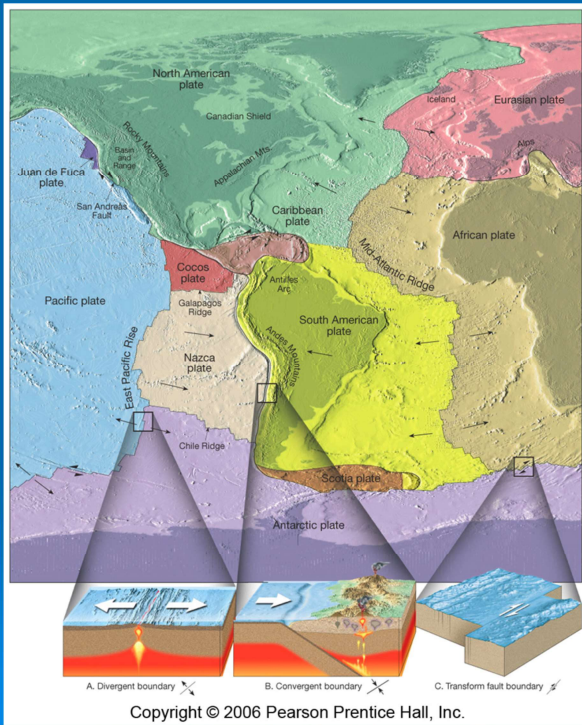 North American
plate
Canadian Shield
Iceland
Eurasian plate
Rocky Mountains
Basin
and
Range
Appalachian Mts.
Alps
Juan de Fuca
plate
San Andreas
Fault
Caribbean
plate
Mid-Atlantic Ridge
African plate
Cocos
plate
Antilles
Arc
Galapagos
Ridge
Pacific plate
East Pacific Rise
Nazca
plate
Andes Mountains
South American
plate
Chile Ridge
Scotia plate
Antarctic plate
A. Divergent boundary
B. Convergent boundary
C. Transform fault boundary
Copyright © 2006 Pearson Prentice Hall, Inc.